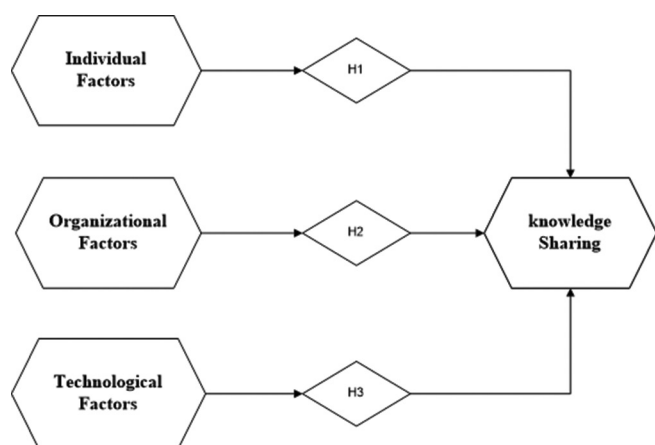 Individual
Factors
H1
Organizational
Factors
H2
knowledge
Sharing
Technological
Factors
H3